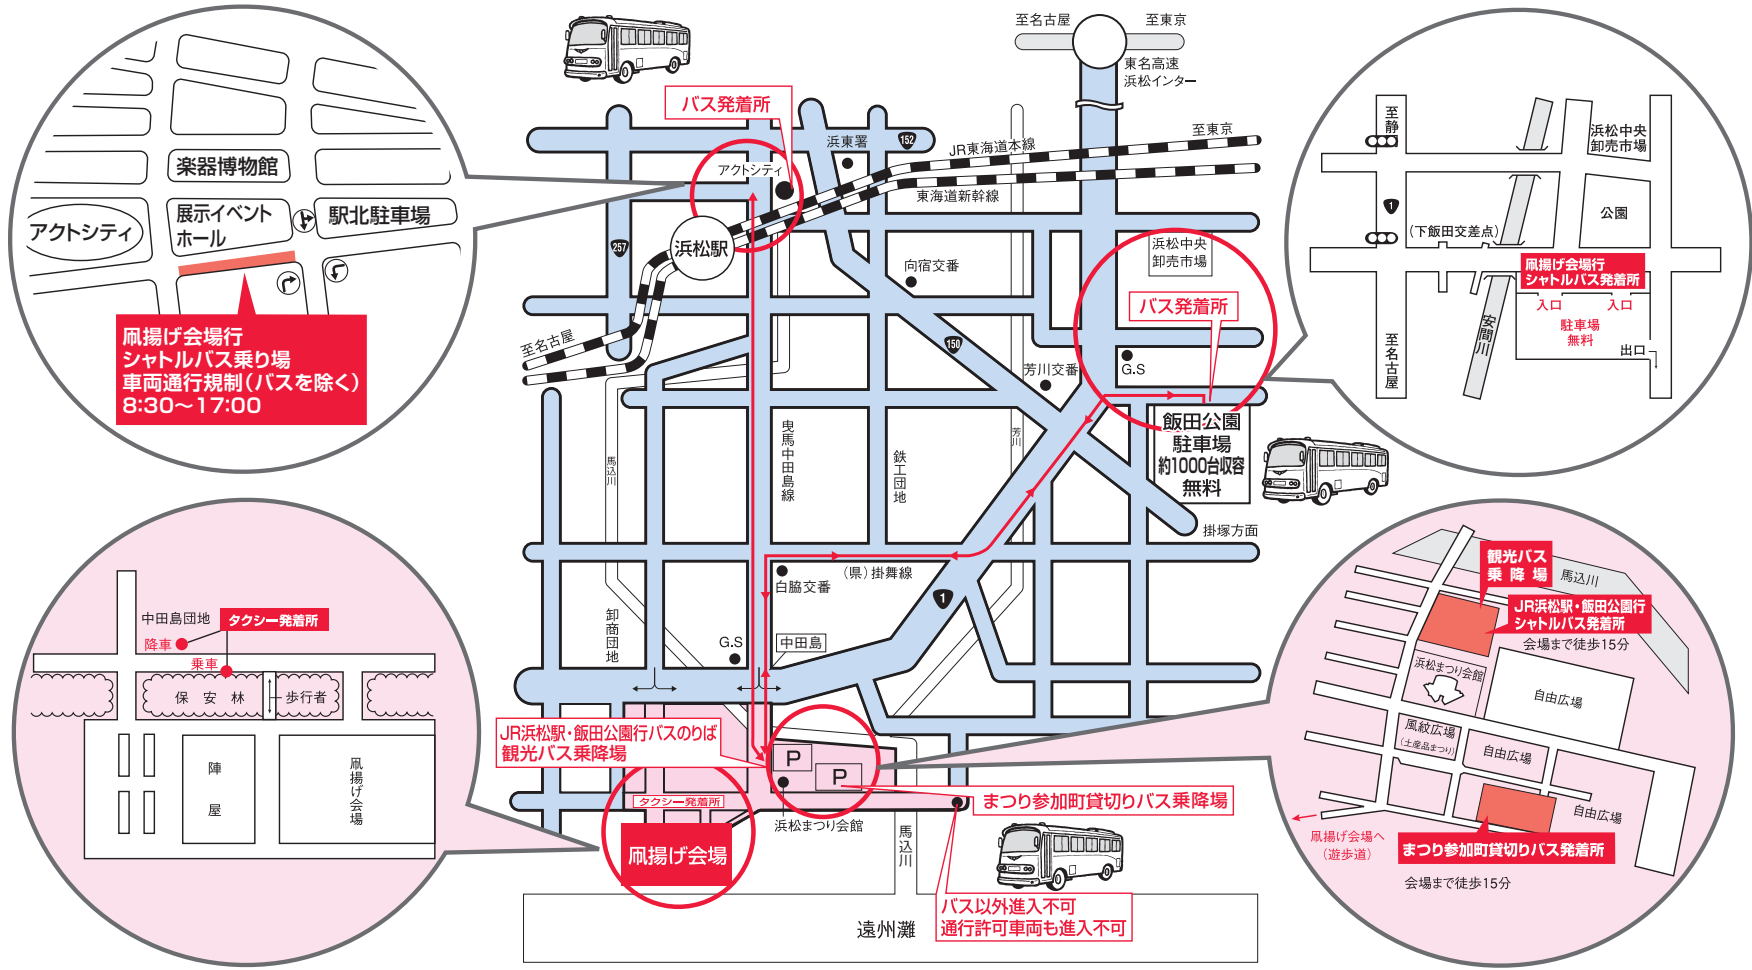 楽器博物館
展示イベント
ホール
駅北駐車場
アクトシティ
凧揚げ会場行
シャトルバス乗り場
車両通行規制(バスを除く)
8:30〜17:00
至名古屋
至東京
東名高速
浜松インター
バス発着所
浜東署
152
アクトシティ
JR東海道本線
至東京
東海道新幹線
浜松駅
257
向宿交番
浜松中央
卸売市場
バス発着所
至名古屋
150
芳川交番
G.S
飯田公園
駐車場
約1000台収容
無料
曳馬中田島線
鉄工団地
馬込川
芳川
掛塚方面
(県)掛舞線
白脇交番
1
卸商団地
G.S
中田島
JR浜松駅・飯田公園行バスのりば
観光バス乗降場
P
P
タクシー発着所
浜松まつり会館
まつり参加町貸切りバス乗降場
凧揚げ会場
馬込川
バス以外進入不可
通行許可車両も進入不可
遠州灘
至静
浜松中央
卸売市場
1
公園
(下飯田交差点)
凧揚げ会場行
シャトルバス発着所
入口
入口
駐車場
無料
安間川
至名古屋
出口
中田島団地
タクシー発着所
降車
乗車
保安林
歩行者
陣屋
凧揚げ会場
観光バス
乗降場
馬込川
JR浜松駅・飯田公園行
シャトルバス発着所
会場まで徒歩15分
浜松まつり会館
自由広場
風紋広場
(土産品まつり)
自由広場
自由広場
凧揚げ会場へ
(遊歩道)
まつり参加町貸切りバス発着所
会場まで徒歩15分